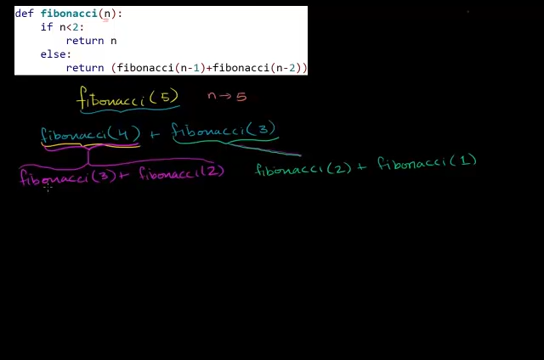 def fibonacci(n):
if n<2:
return n
else:
return (fibonacci(n-1)+fibonacci(n-2))
fibonacci(5) n→5
fibonacci(4) + fibonacci(3)
fibonacci(3) + fibonacci(2) fibonacci(2) + fibonacci(1)